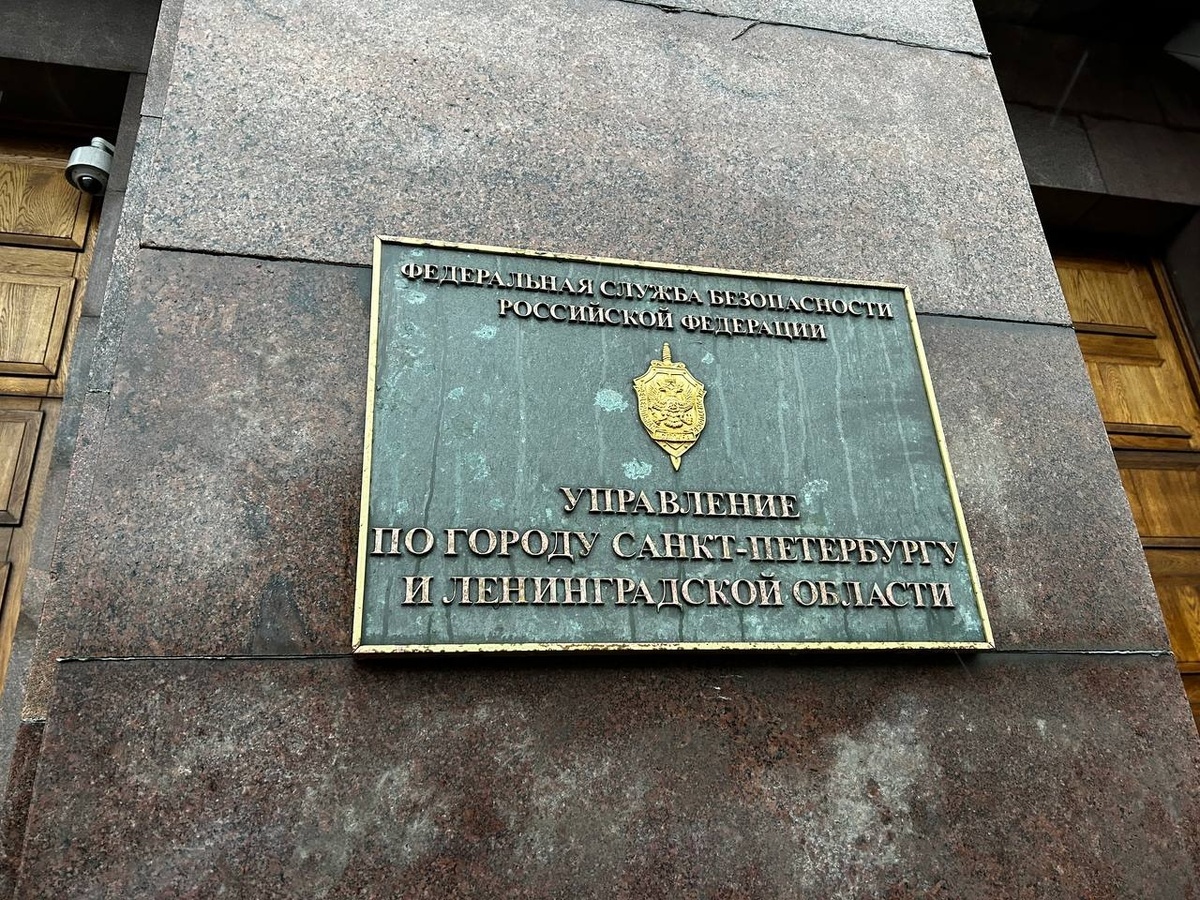 ФЕДЕРАЛЬНАЯ СЛУЖБА БЕЗОПАСНОСТИ
РОССИЙСКОЙ ФЕДЕРАЦИИ
УПРАВЛЕНИЕ
ПО ГОРОДУ САНКТ-ПЕТЕРБУРГУ
И ЛЕНИНГРАДСКОЙ ОБЛАСТИ